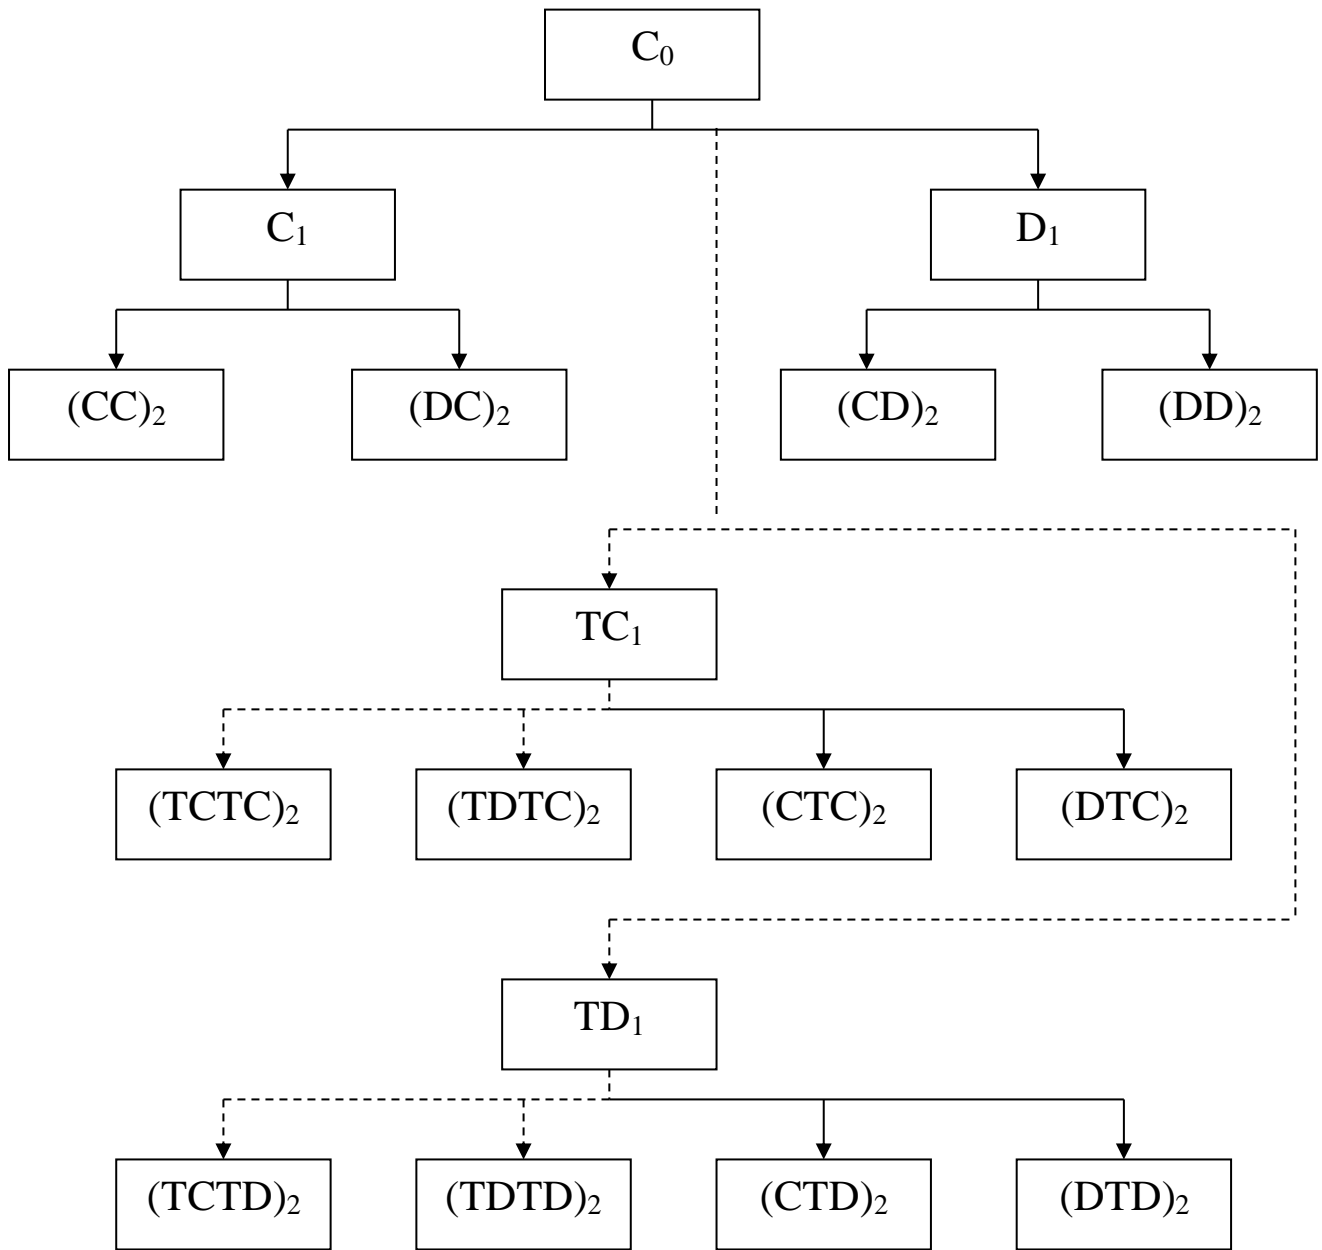 C₀
C₁
D₁
(CC)₂
(DC)₂
(CD)₂
(DD)₂
TC₁
(TCTC)₂
(TDTC)₂
(CTC)₂
(DTC)₂
TD₁
(TCTD)₂
(TDTD)₂
(CTD)₂
(DTD)₂